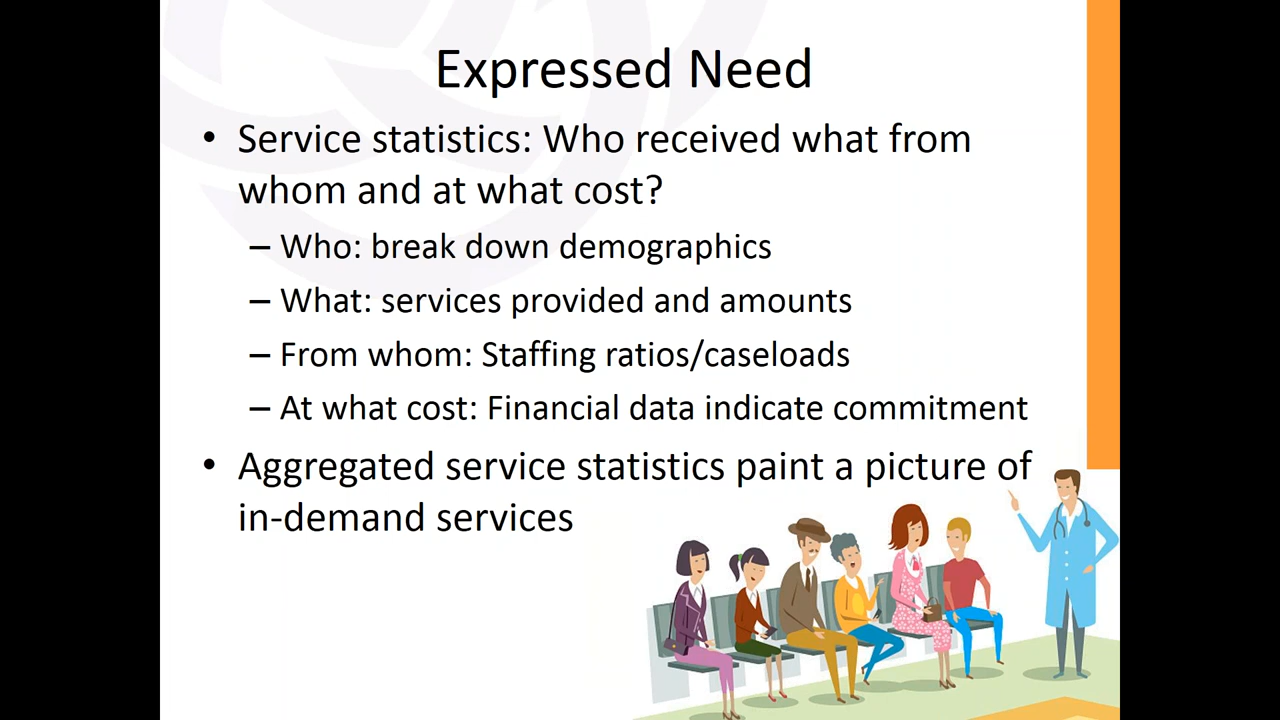 Expressed Need
• Service statistics: Who received what from
whom and at what cost?
– Who: break down demographics
– What: services provided and amounts
– From whom: Staffing ratios/caseloads
– At what cost: Financial data indicate commitment
• Aggregated service statistics paint a picture of
in-demand services